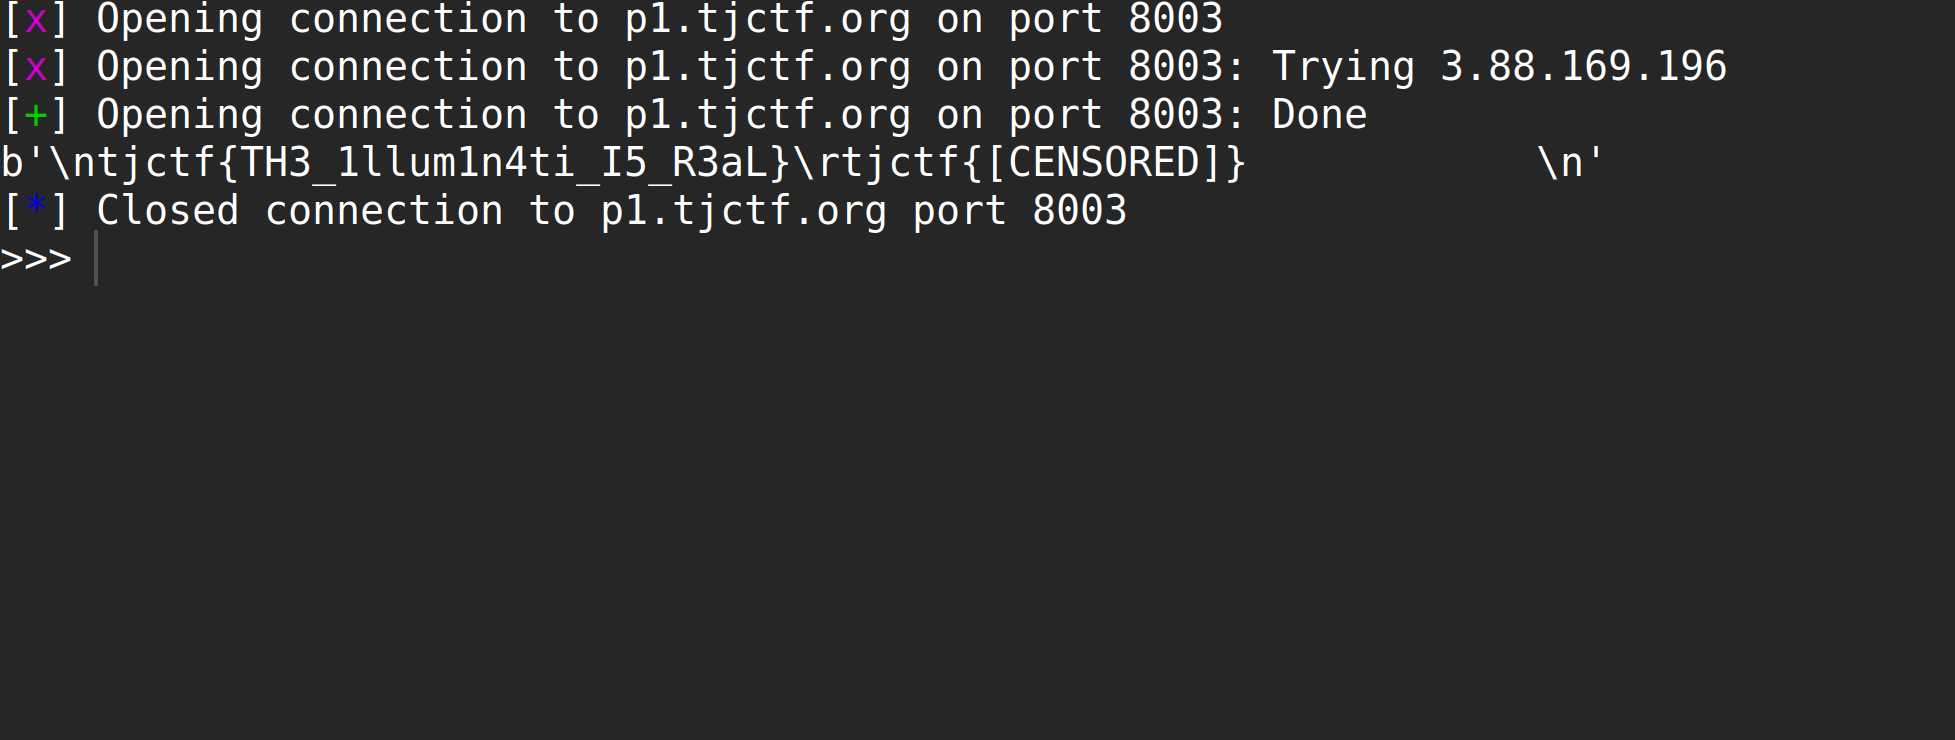 [x] Opening connection to p1.tjctf.org on port 8003
[x] Opening connection to p1.tjctf.org on port 8003: Trying 3.88.169.196
[+] Opening connection to p1.tjctf.org on port 8003: Done
b'\ntjctf{TH3_1llum1n4ti_I5_R3aL}\rtjctf{[CENSORED]}            \n'
[*] Closed connection to p1.tjctf.org port 8003
>>>